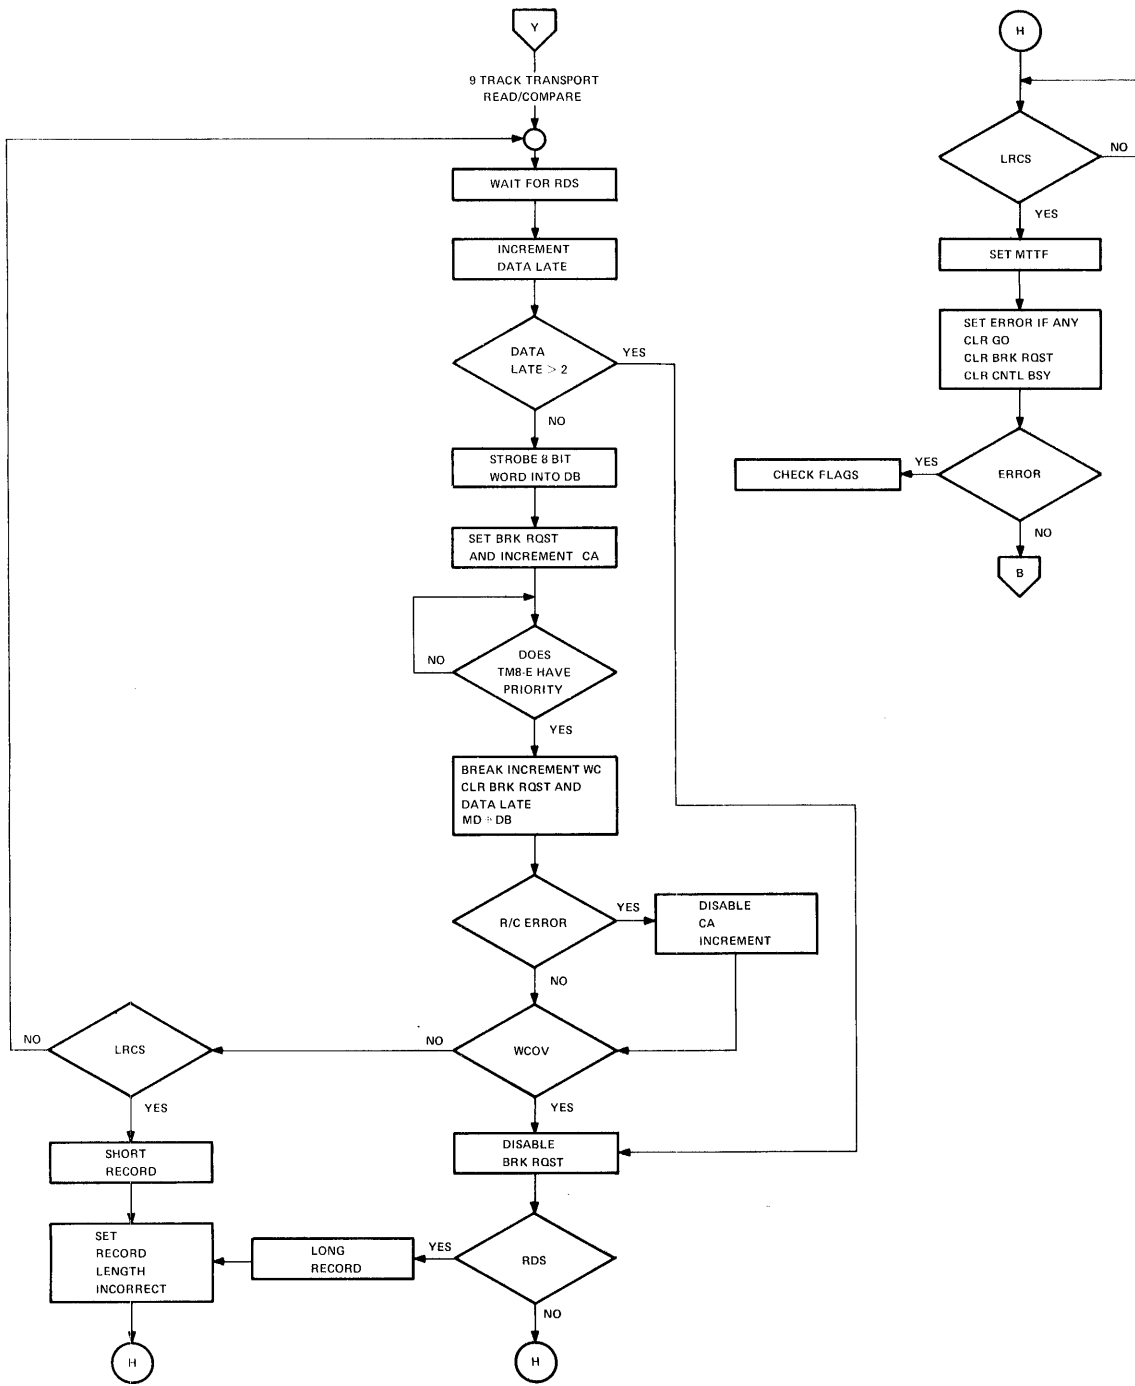 Y
9 TRACK TRANSPORT
READ/COMPARE
WAIT FOR RDS
INCREMENT
DATA LATE
DATA
LATE > 2
YES
NO
STROBE 8 BIT
WORD INTO DB
SET BRK RQST
AND INCREMENT CA
DOES
TM8-E HAVE
PRIORITY
NO
YES
BREAK INCREMENT WC
CLR BRK RQST AND
DATA LATE
MD DB
R/C ERROR
YES
DISABLE
CA
INCREMENT
NO
WCOV
NO
LRCS
NO
YES
YES
SHORT
RECORD
DISABLE
BRK RQST
SET
RECORD
LENGTH
INCORRECT
LONG
RECORD
YES
RDS
NO
H
H
H
LRCS
NO
YES
SET MTTF
SET ERROR IF ANY
CLR GO
CLR BRK RQST
CLR CNTL BSY
ERROR
YES
CHECK FLAGS
NO
B